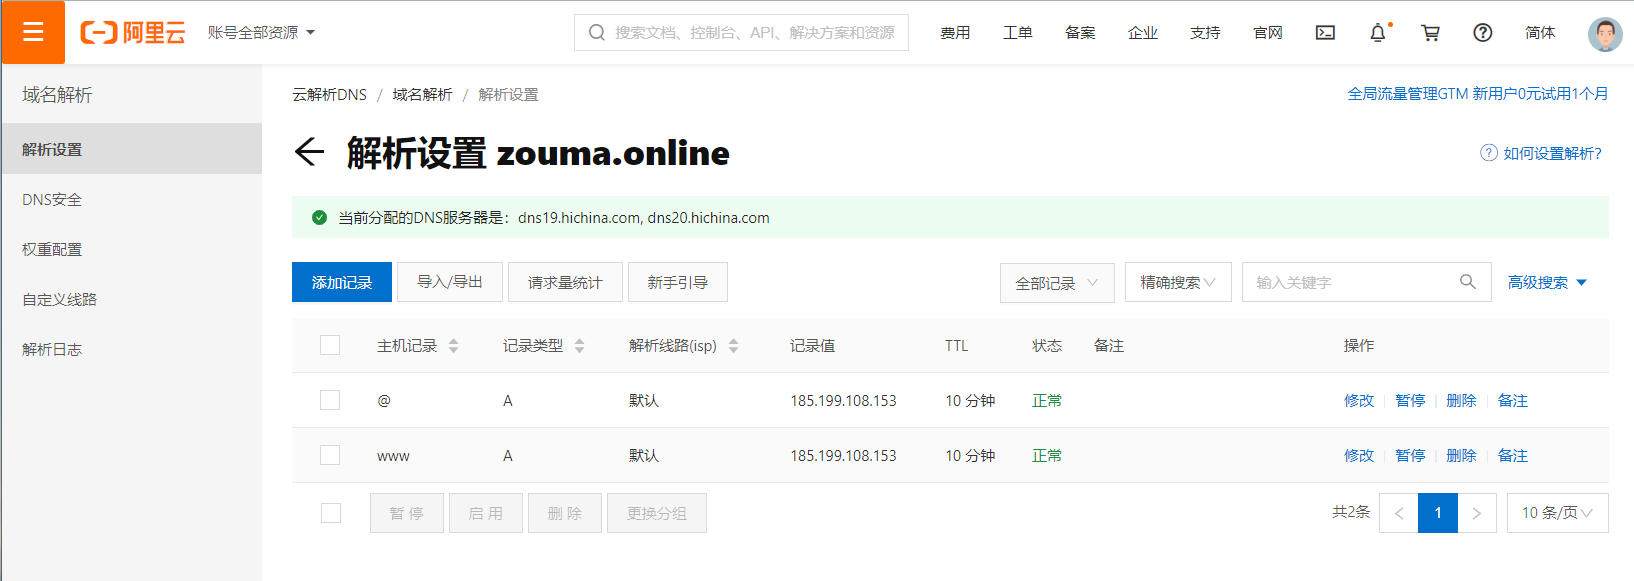 阿里云 账号全部资源 搜索文档、控制台、API、解决方案和资源 费用 工单 备案 企业 支持 官网 简体
域名解析
解析设置
DNS安全
权重配置
自定义线路
解析日志
云解析DNS / 域名解析 / 解析设置 全局流量管理GTM 新用户0元试用1个月
解析设置 zouma.online 如何设置解析?
当前分配的DNS服务器是：dns19.hichina.com, dns20.hichina.com
添加记录 导入/导出 请求量统计 新手引导 全部记录 精确搜索 输入关键字 高级搜索
主机记录 记录类型 解析线路(isp) 记录值 TTL 状态 备注 操作
@ A 默认 185.199.108.153 10 分钟 正常 修改 暂停 删除 备注
www A 默认 185.199.108.153 10 分钟 正常 修改 暂停 删除 备注
暂 停 启 用 删 除 更换分组 共2条 < 1 > 10 条/页